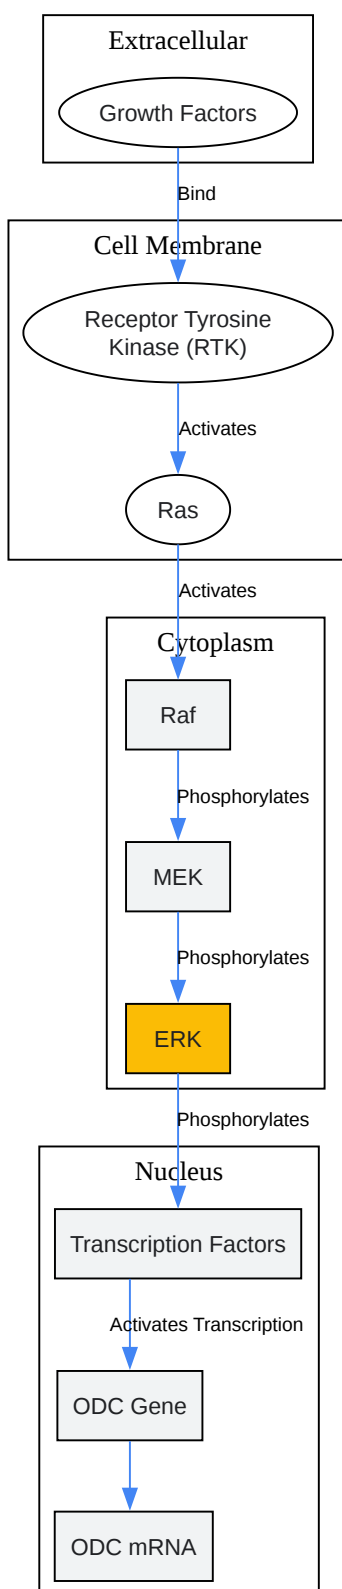 Extracellular
Growth Factors
Bind
Cell Membrane
Receptor Tyrosine
Kinase (RTK)
Activates
Ras
Activates
Cytoplasm
Raf
Phosphorylates
MEK
Phosphorylates
ERK
Phosphorylates
Nucleus
Transcription Factors
Activates Transcription
ODC Gene
ODC mRNA